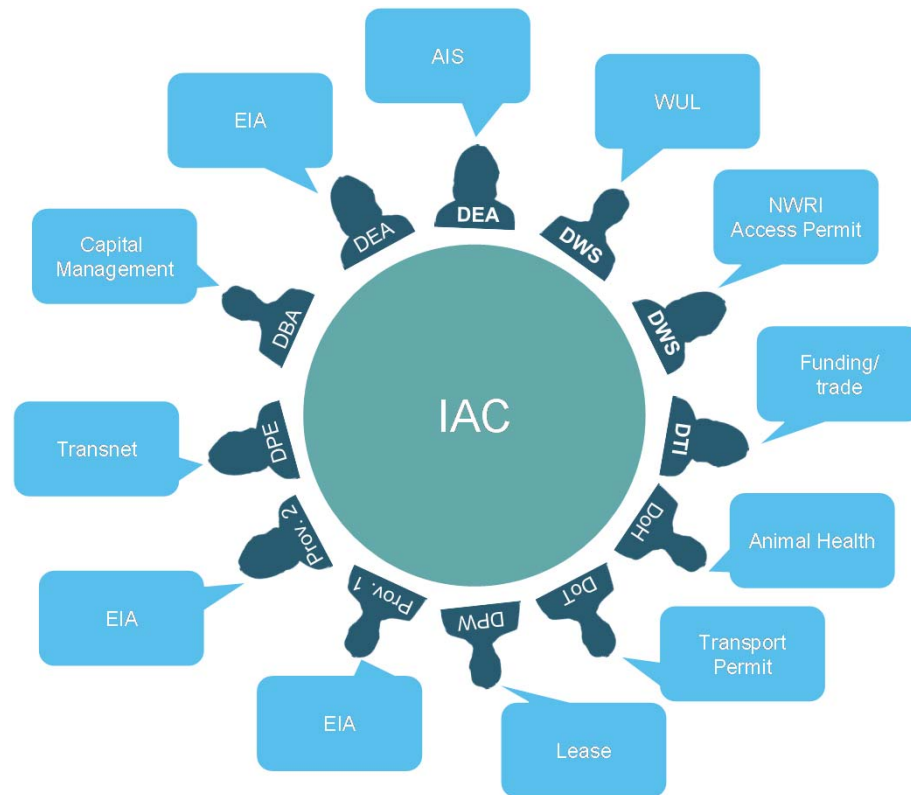 AIS
WUL
EIA
NWRI
Access Permit
Capital
Management
DEA
DEA
DWS
DBA
DWS
Funding/
trade
IAC
Transnet
DPE
DTI
Prov. 2
DoH
Animal Health
Prov. 1
DPW
DoT
EIA
Transport
Permit
EIA
Lease